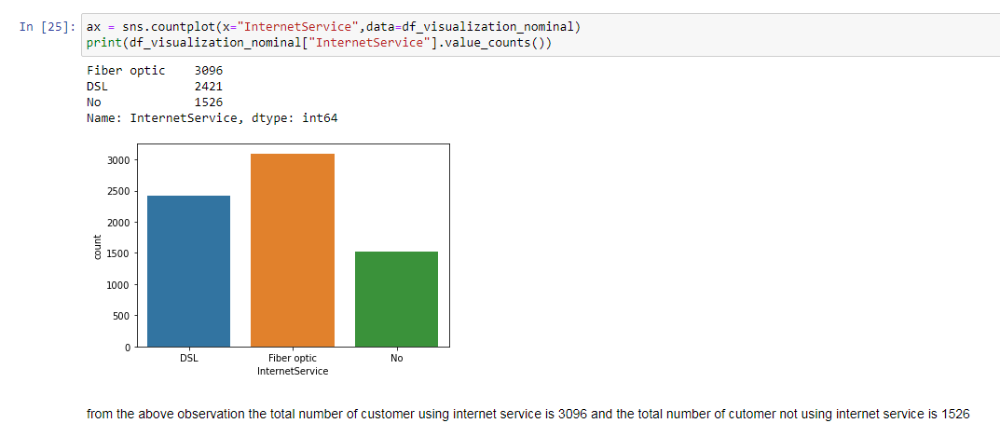 In [25]: ax = sns.countplot(x="InternetService",data=df_visualization_nominal)
print(df_visualization_nominal["InternetService"].value_counts())
Fiber optic    3096
DSL            2421
No             1526
Name: InternetService, dtype: int64
3000
2500
2000
1500
1000
500
0
count
DSL Fiber optic No
InternetService
from the above observation the total number of customer using internet service is 3096 and the total number of cutomer not using internet service is 1526